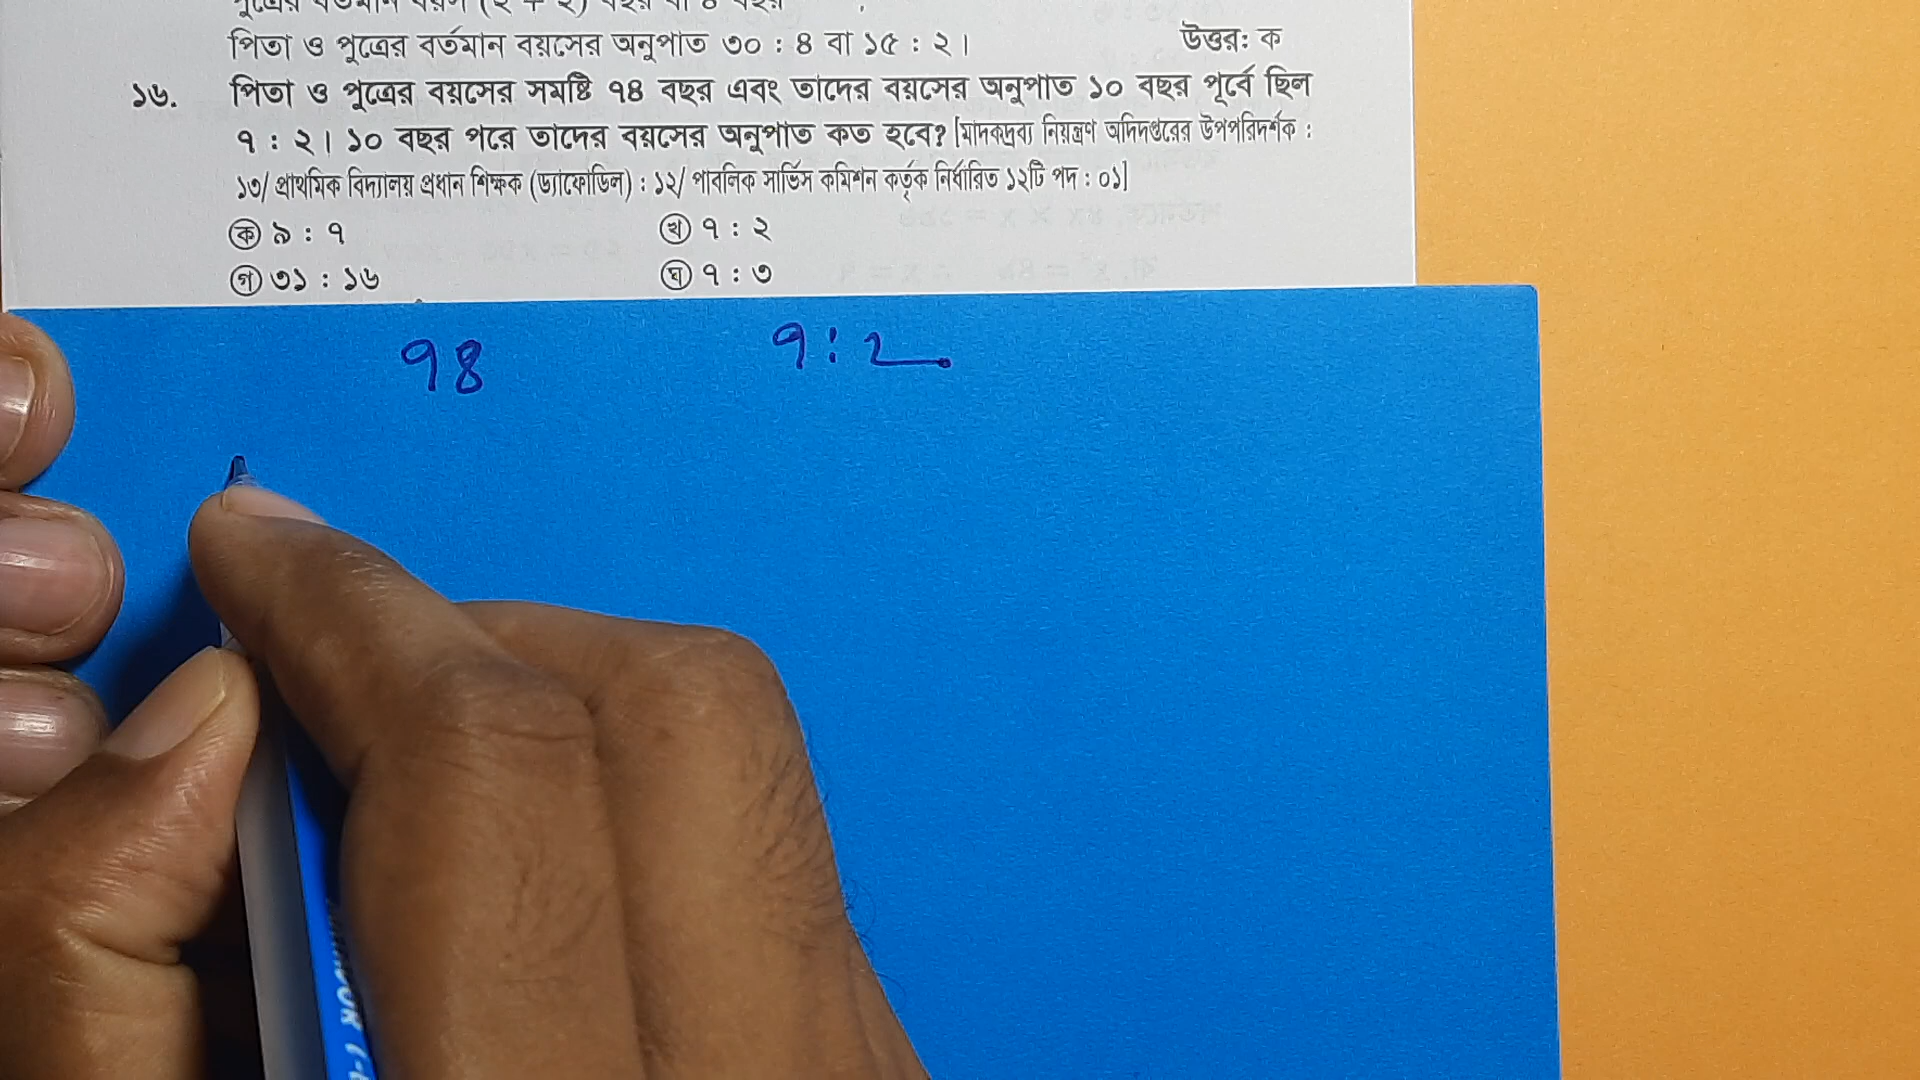 পিতা ও পুত্রের বর্তমান বয়সের অনুপাত ৩০ : ৪ বা ১৫ : ২। উত্তর: ক
১৬. পিতা ও পুত্রের বয়সের সমষ্টি ৭৪ বছর এবং তাদের বয়সের অনুপাত ১০ বছর পূর্বে ছিল
৭ : ২। ১০ বছর পরে তাদের বয়সের অনুপাত কত হবে? [মাদকদ্রব্য নিয়ন্ত্রণ অদিদপ্তরের উপপরিদর্শক :
১৩/ প্রাথমিক বিদ্যালয় প্রধান শিক্ষক (ড্যাফোডিল) : ১২/ পাবলিক সার্ভিস কমিশন কর্তৃক নির্ধারিত ১২টি পদ : ০১]
ক ৯ : ৭ খ ৭ : ২
গ ৩১ : ১৬ ঘ ৭ : ৩
৭৪ ৭ : ২